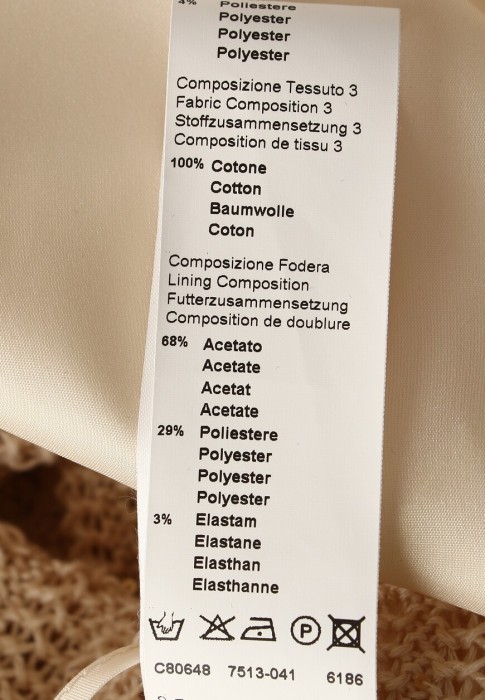 4% Poliestere
Polyester
Polyester
Polyester
Composizione Tessuto 3
Fabric Composition 3
Stoffzusammensetzung 3
Composition de tissu 3
100% Cotone
Cotton
Baumwolle
Coton
Composizione Fodera
Lining Composition
Futterzusammensetzung
Composition de doublure
68% Acetato
Acetate
Acetat
Acetate
29% Poliestere
Polyester
Polyester
Polyester
3% Elastam
Elastane
Elasthan
Elasthanne
P
C80648 7513-041 6186